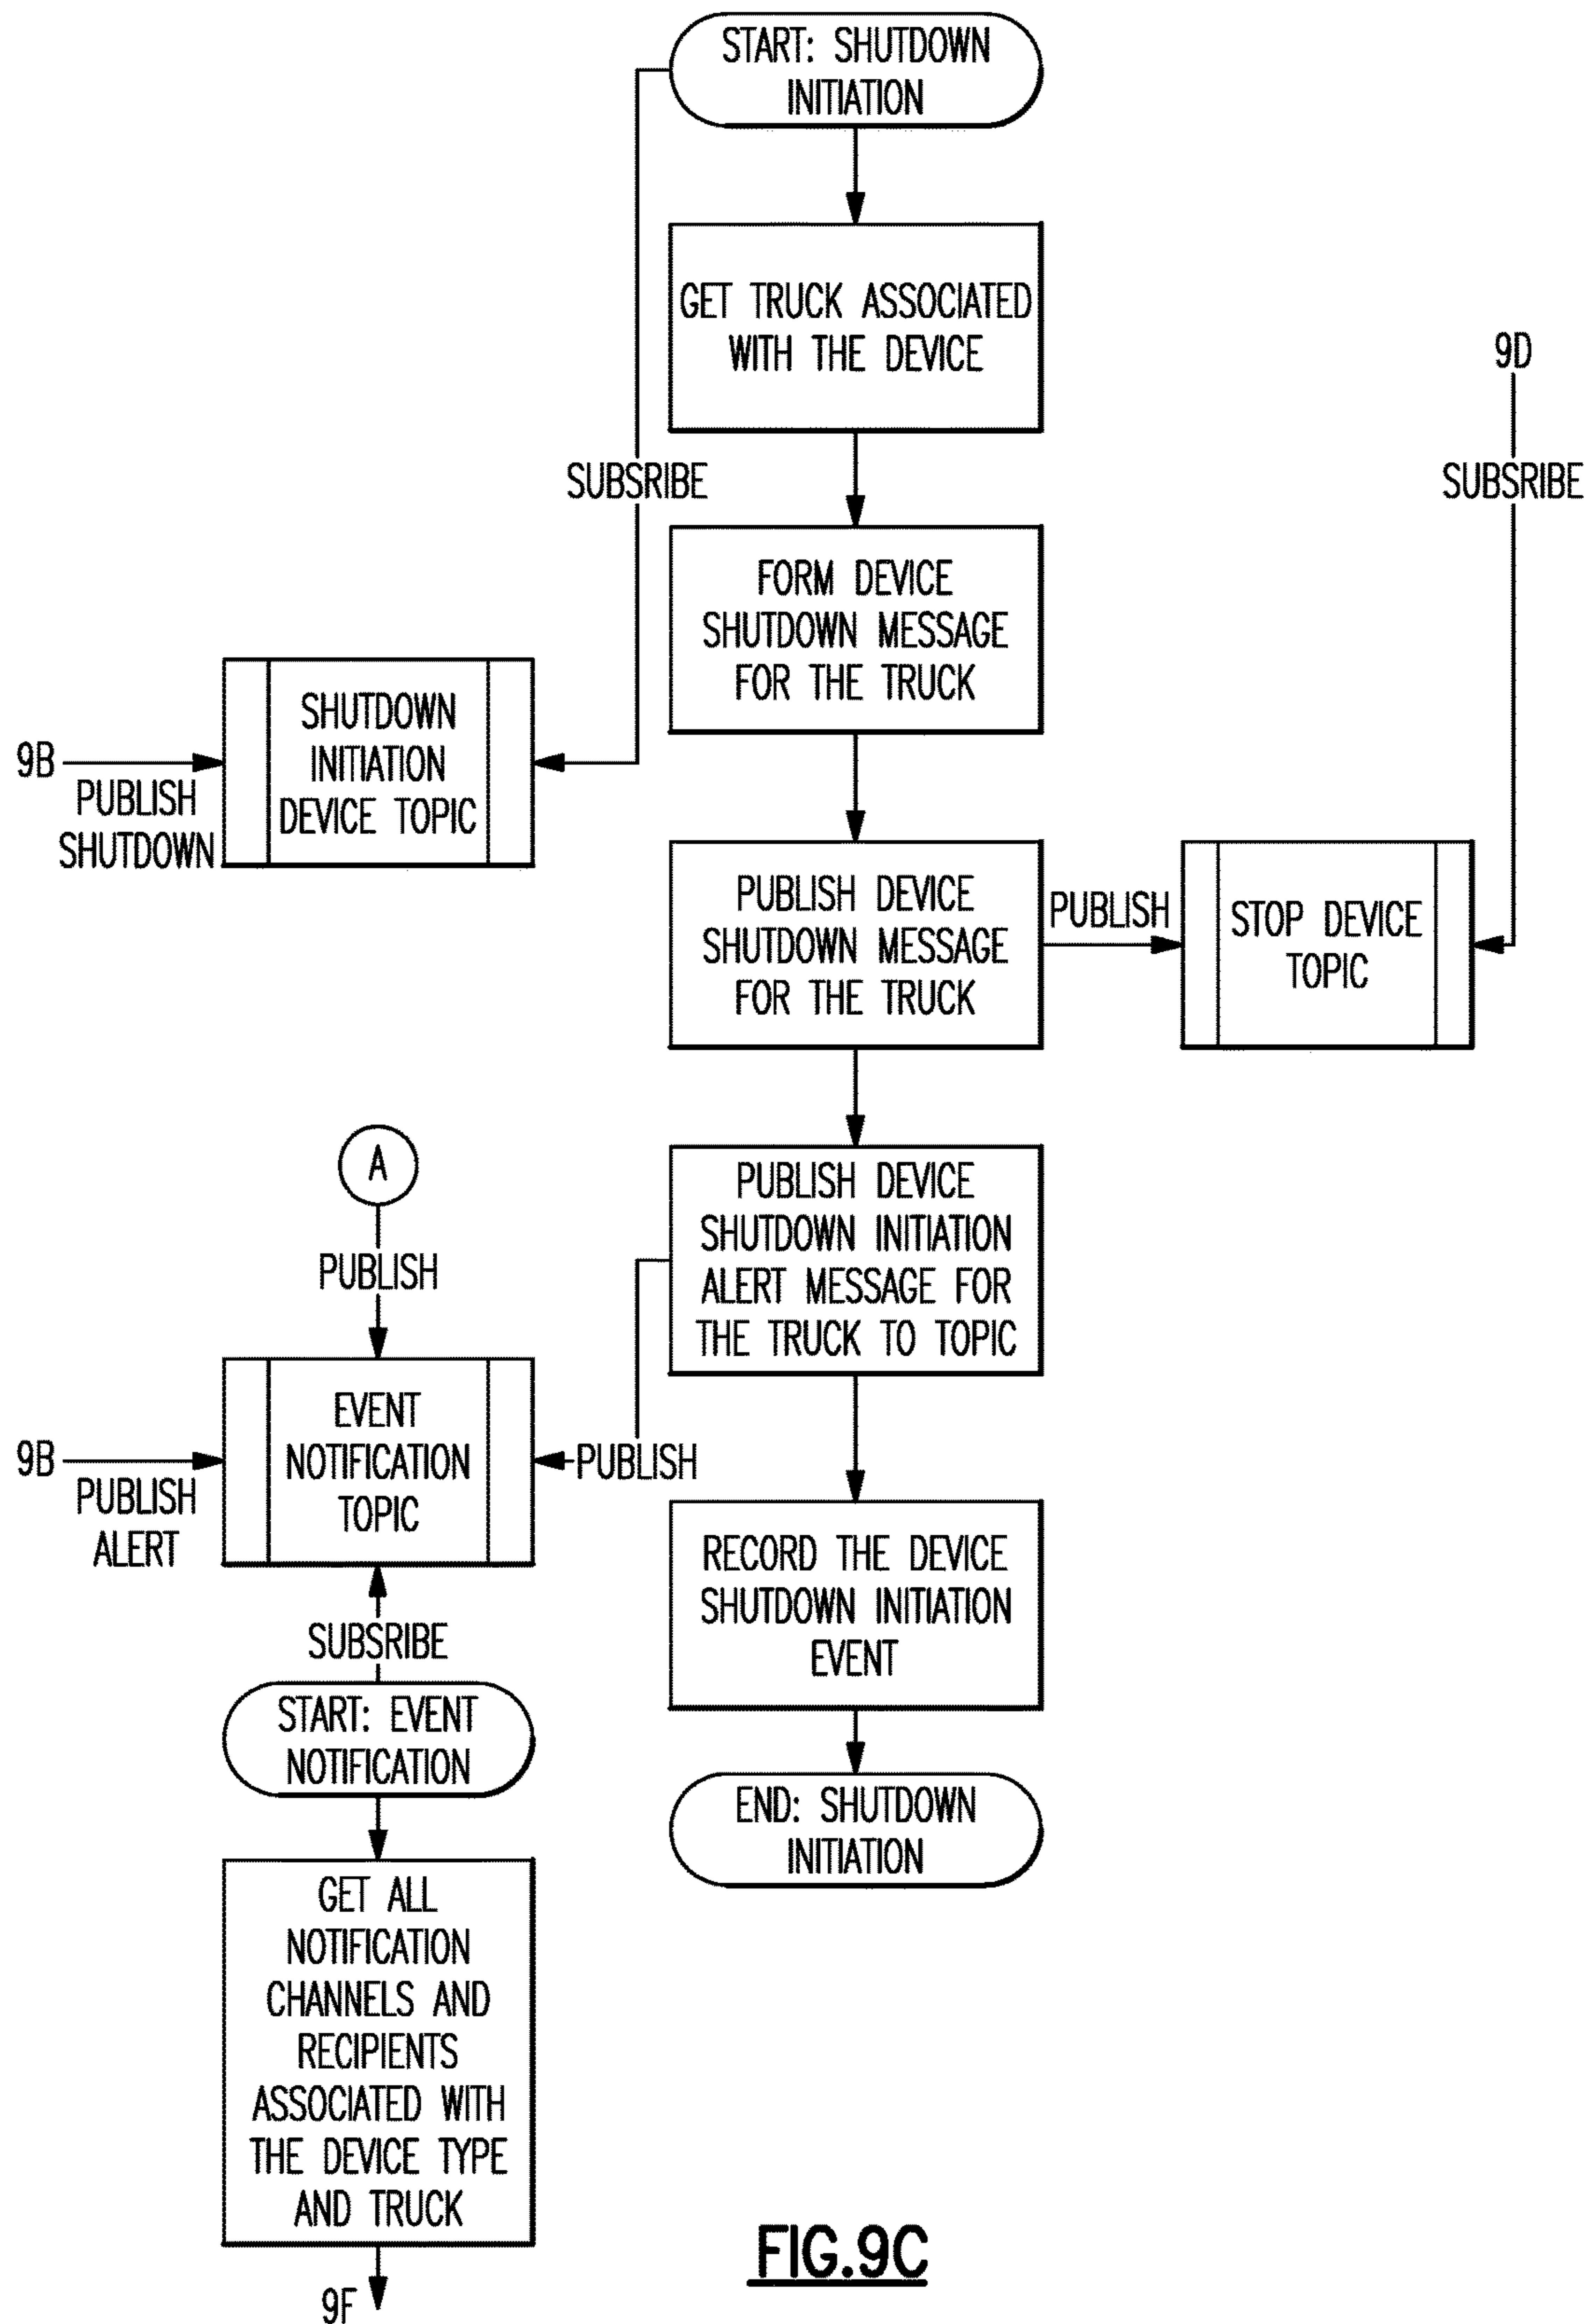 START: SHUTDOWN
INITIATION
GET TRUCK ASSOCIATED
WITH THE DEVICE
9D
SUBSRIBE
SUBSRIBE
FORM DEVICE
SHUTDOWN MESSAGE
FOR THE TRUCK
SHUTDOWN
INITIATION
DEVICE TOPIC
9B
PUBLISH
SHUTDOWN
PUBLISH DEVICE
SHUTDOWN MESSAGE
FOR THE TRUCK
PUBLISH
STOP DEVICE
TOPIC
A
PUBLISH
PUBLISH DEVICE
SHUTDOWN INITIATION
ALERT MESSAGE FOR
THE TRUCK TO TOPIC
EVENT
NOTIFICATION
TOPIC
9B
PUBLISH
ALERT
PUBLISH
RECORD THE DEVICE
SHUTDOWN INITIATION
EVENT
SUBSRIBE
START: EVENT
NOTIFICATION
END: SHUTDOWN
INITIATION
GET ALL
NOTIFICATION
CHANNELS AND
RECIPIENTS
ASSOCIATED WITH
THE DEVICE TYPE
AND TRUCK
9F
FIG.9C